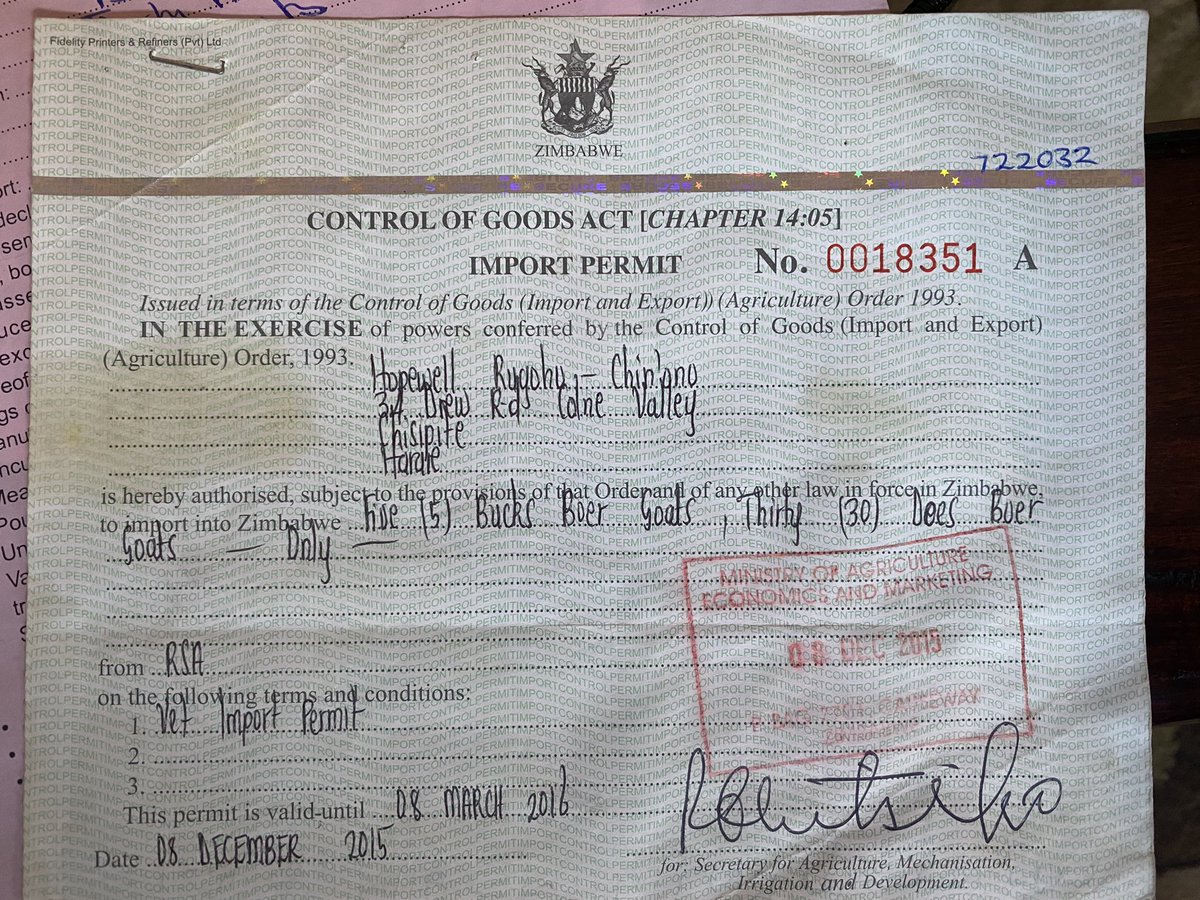 Fidelity Printers & Refiners (Pvt) Ltd
ZIMBABWE
722032
CONTROL OF GOODS ACT [CHAPTER 14:05]
IMPORT PERMIT No. 0018351 A
Issued in terms of the Control of Goods (Import and Export)) (Agriculture) Order 1993.
IN THE EXERCISE of powers conferred by the Control of Goods (Import and Export)
(Agriculture) Order, 1993.
Hopewell Rugoho - Chin'ono
34 Drew Rd Colne Valley
Chisipite
Harare
is hereby authorised, subject to the provisions of that Order and of any other law in force in Zimbabwe,
to import into Zimbabwe Five (5) Bucks Boer Goats, Thirty (30) Does Boer
Goats — Only —
MINISTRY OF AGRICULTURE
ECONOMICS AND MARKETING
08 DEC 2015
from RSA
on the following terms and conditions:
1. Vet Import Permit
2.
3.
This permit is valid until 08 MARCH 2016
Date 08 DECEMBER 2015
for: Secretary for Agriculture, Mechanisation,
Irrigation and Development.